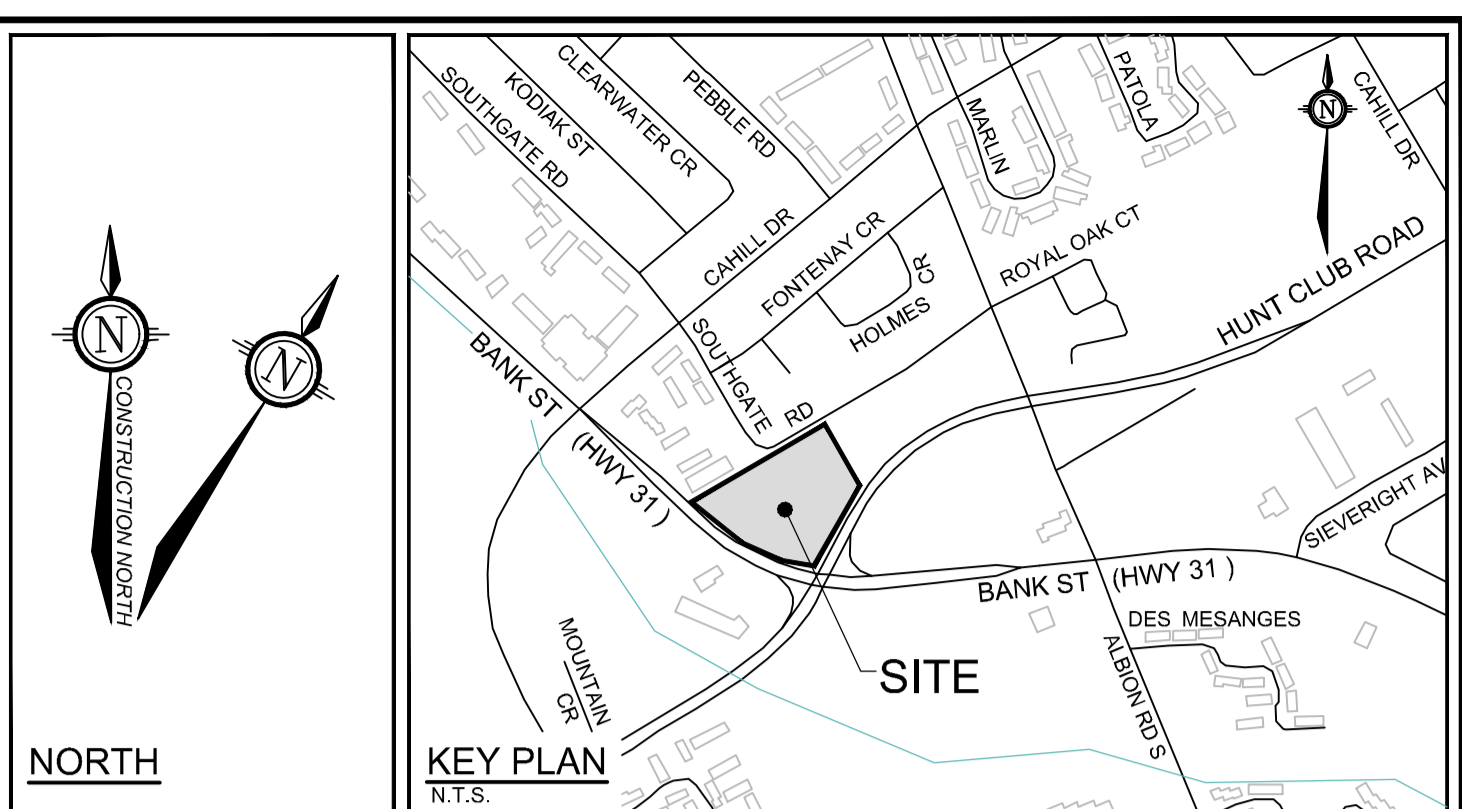 N
CONSTRUCTION NORTH
N
NORTH
SOUTHGATE RD
KODIAK ST
CLEARWATER CR
PEBBLE RD
MARLIN
PATOLA
N
CAHILL DR
CAHILL DR
FONTENAY CR
HOLMES CR
ROYAL OAK CT
HUNT CLUB ROAD
SOUTHGATE
RD
BANK ST
(HWY 31 )
SIEVERIGHT AV
BANK ST (HWY 31 )
DES MESANGES
MOUNTAIN
CR
ALBION RD S
SITE
KEY PLAN
N.T.S.